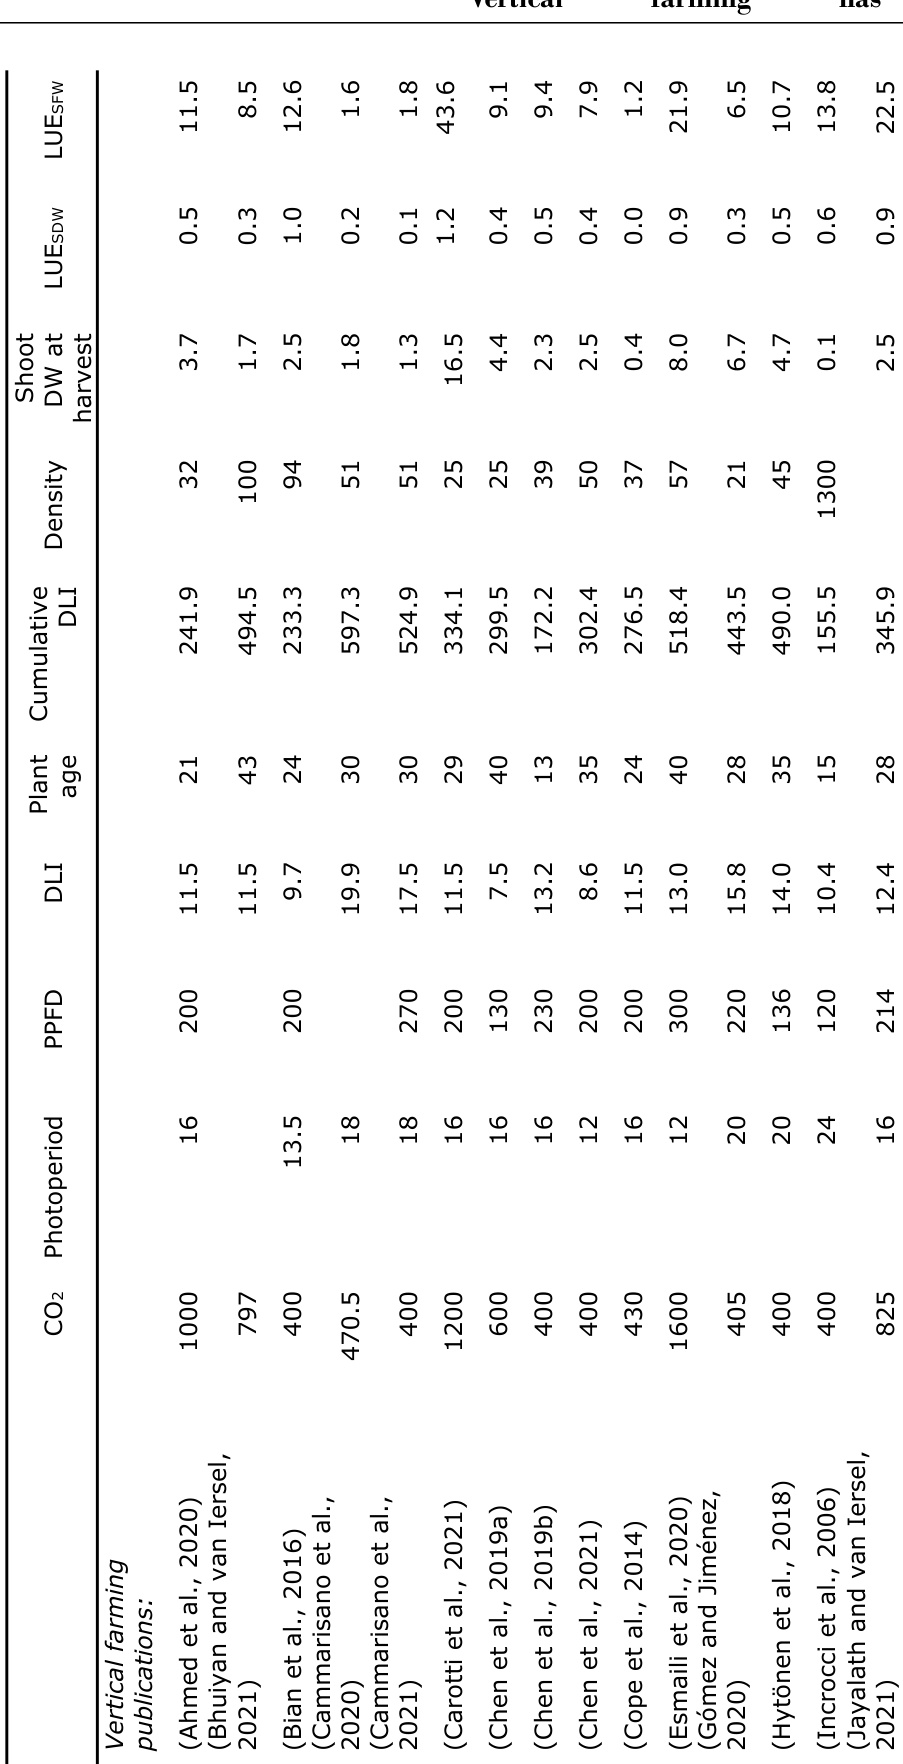 Vertical farming has
Shoot
Plant Cumulative
CO₂ Photoperiod PPFD DLI Density DW at LUESDW LUESFW
age DLI
harvest
Vertical farming
publications:
(Ahmed et al., 2020) 1000 16 200 11.5 21 241.9 32 3.7 0.5 11.5
(Bhuiyan and van Iersel,
2021) 797 11.5 43 494.5 100 1.7 0.3 8.5
(Bian et al., 2016) 400 13.5 200 9.7 24 233.3 94 2.5 1.0 12.6
(Cammarisano et al.,
2020) 470.5 18 19.9 30 597.3 51 1.8 0.2 1.6
(Cammarisano et al.,
2021) 400 18 270 17.5 30 524.9 51 1.3 0.1 1.8
(Carotti et al., 2021) 1200 16 200 11.5 29 334.1 25 16.5 1.2 43.6
(Chen et al., 2019a) 600 16 130 7.5 40 299.5 25 4.4 0.4 9.1
(Chen et al., 2019b) 400 16 230 13.2 13 172.2 39 2.3 0.5 9.4
(Chen et al., 2021) 400 12 200 8.6 35 302.4 50 2.5 0.4 7.9
(Cope et al., 2014) 430 16 200 11.5 24 276.5 37 0.4 0.0 1.2
(Esmaili et al., 2020) 1600 12 300 13.0 40 518.4 57 8.0 0.9 21.9
(Gómez and Jiménez,
2020) 405 20 220 15.8 28 443.5 21 6.7 0.3 6.5
(Hytönen et al., 2018) 400 20 136 14.0 35 490.0 45 4.7 0.5 10.7
(Incrocci et al., 2006) 400 24 120 10.4 15 155.5 1300 0.1 0.6 13.8
(Jayalath and van Iersel,
2021) 825 16 214 12.4 28 345.9 2.5 0.9 22.5